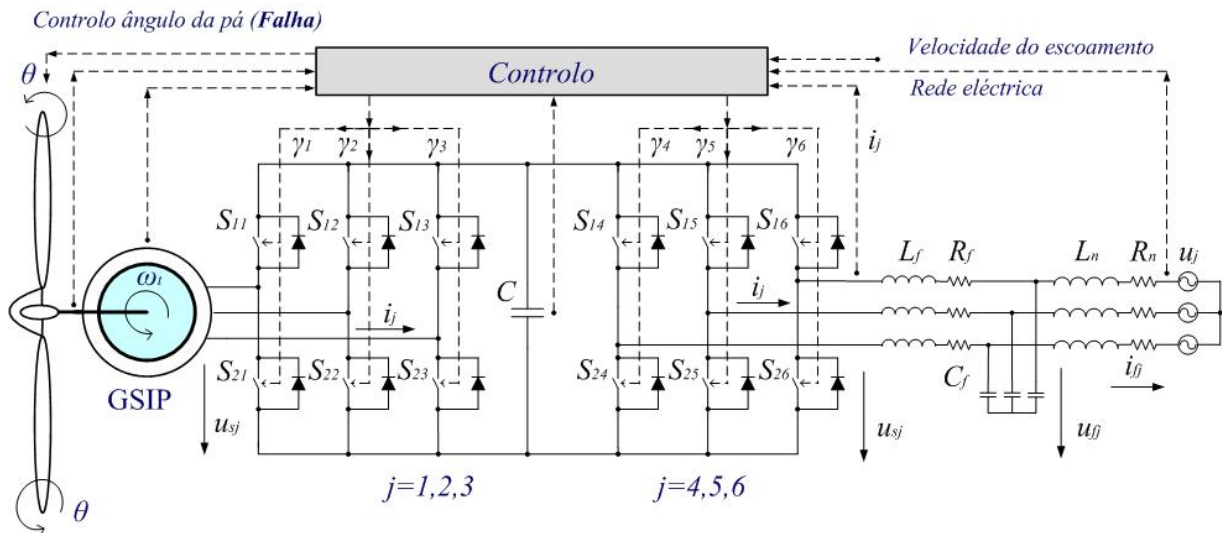 Controlo ângulo da pá (Falha)
Controlo
Velocidade do escoamento
Rede eléctrica
θ
γ1 γ2 γ3
γ4 γ5 γ6
ij
S11 S12 S13
S14 S15 S16
Lf Rf Ln Rn uj
ωt
C
ij
ij
S21 S22 S23
S24 S25 S26
Cf
ifj
GSIP
usj
usj
ufj
θ
j=1,2,3
j=4,5,6